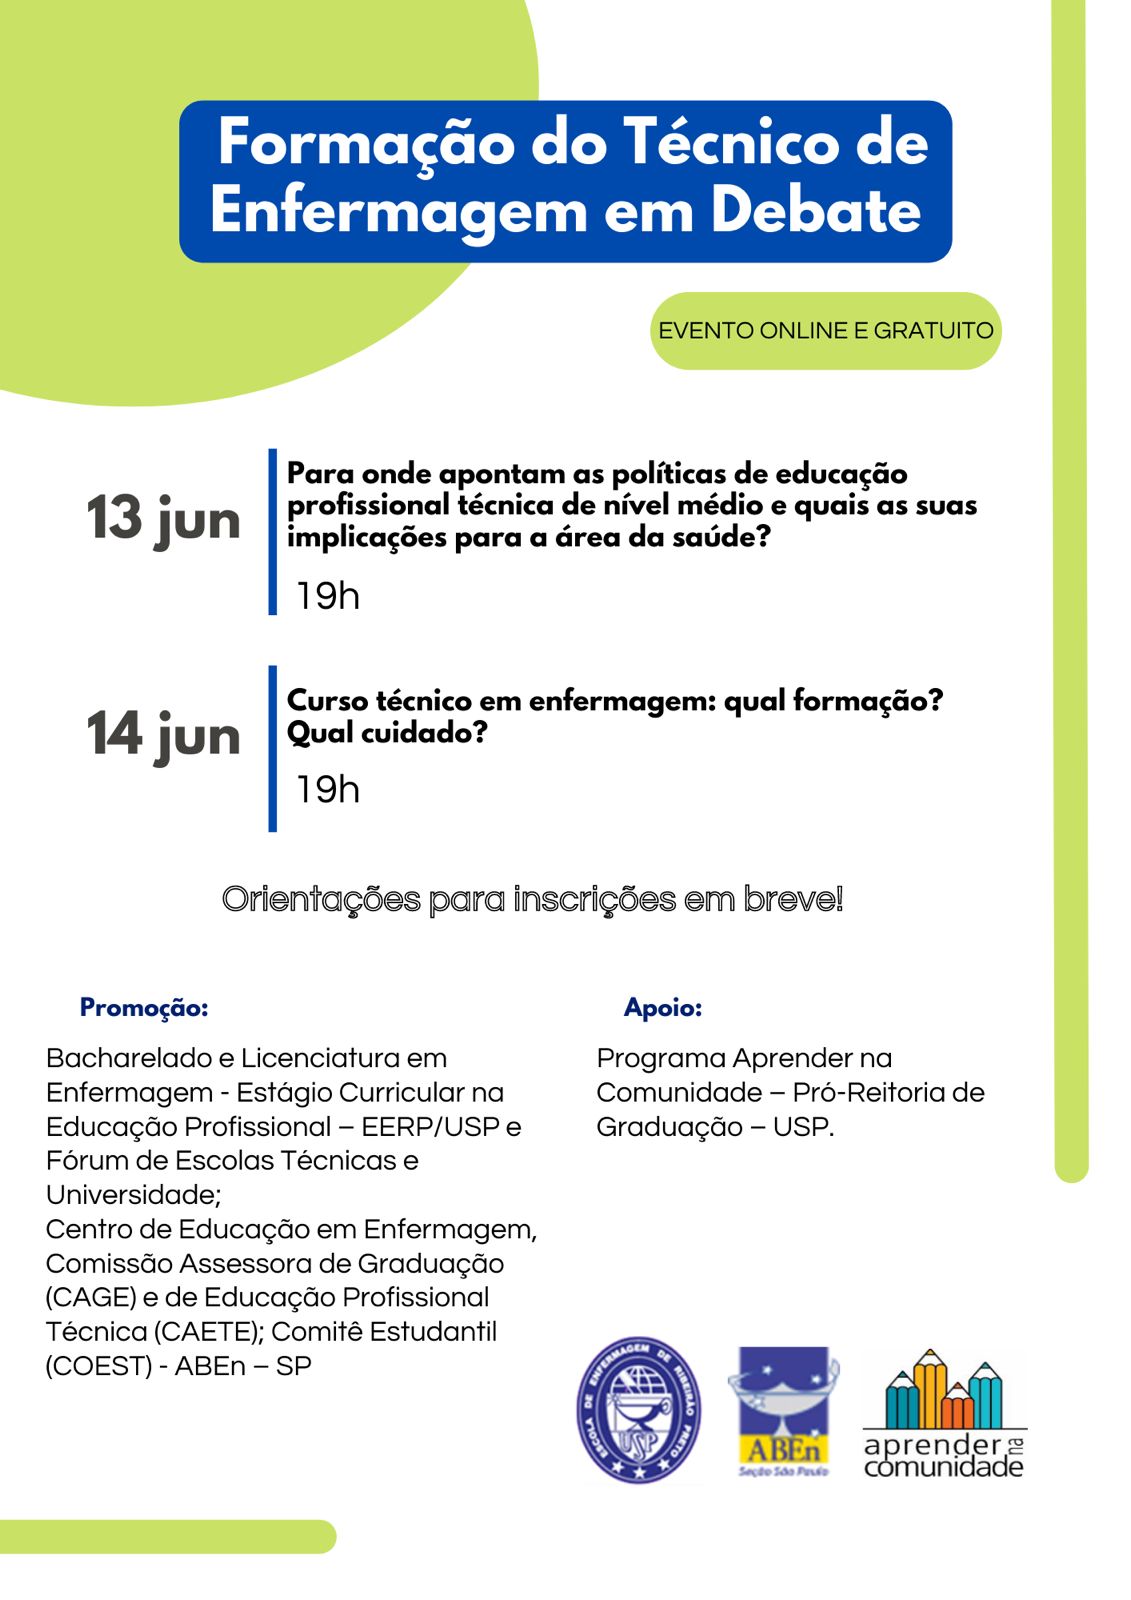 Formação do Técnico de
Enfermagem em Debate
EVENTO ONLINE E GRATUITO
13 jun
Para onde apontam as políticas de educação
profissional técnica de nível médio e quais as suas
implicações para a área da saúde?
19h
14 jun
Curso técnico em enfermagem: qual formação?
Qual cuidado?
19h
Orientações para inscrições em breve!
Promoção:
Bacharelado e Licenciatura em
Enfermagem - Estágio Curricular na
Educação Profissional – EERP/USP e
Fórum de Escolas Técnicas e
Universidade;
Centro de Educação em Enfermagem,
Comissão Assessora de Graduação
(CAGE) e de Educação Profissional
Técnica (CAETE); Comitê Estudantil
(COEST) - ABEn – SP
Apoio:
Programa Aprender na
Comunidade – Pró-Reitoria de
Graduação – USP.
ESCOLA DE ENFERMAGEM DE RIBEIRÃO PRETO
USP
ABEn
Seção São Paulo
aprender na
comunidade